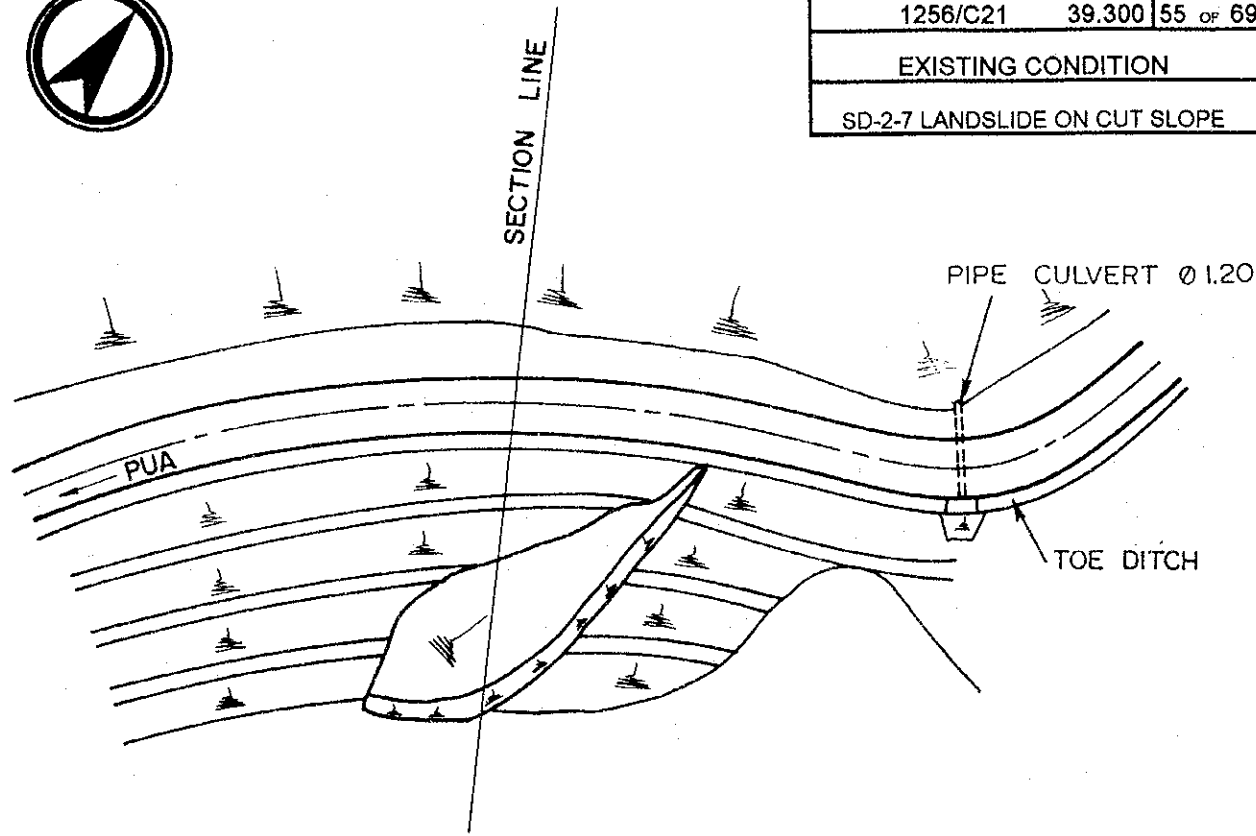 1256/C21 39.300 55 OF 69
EXISTING CONDITION
SD-2-7 LANDSLIDE ON CUT SLOPE
SECTION LINE
PIPE CULVERT Ø 1.20
PUA
TOE DITCH